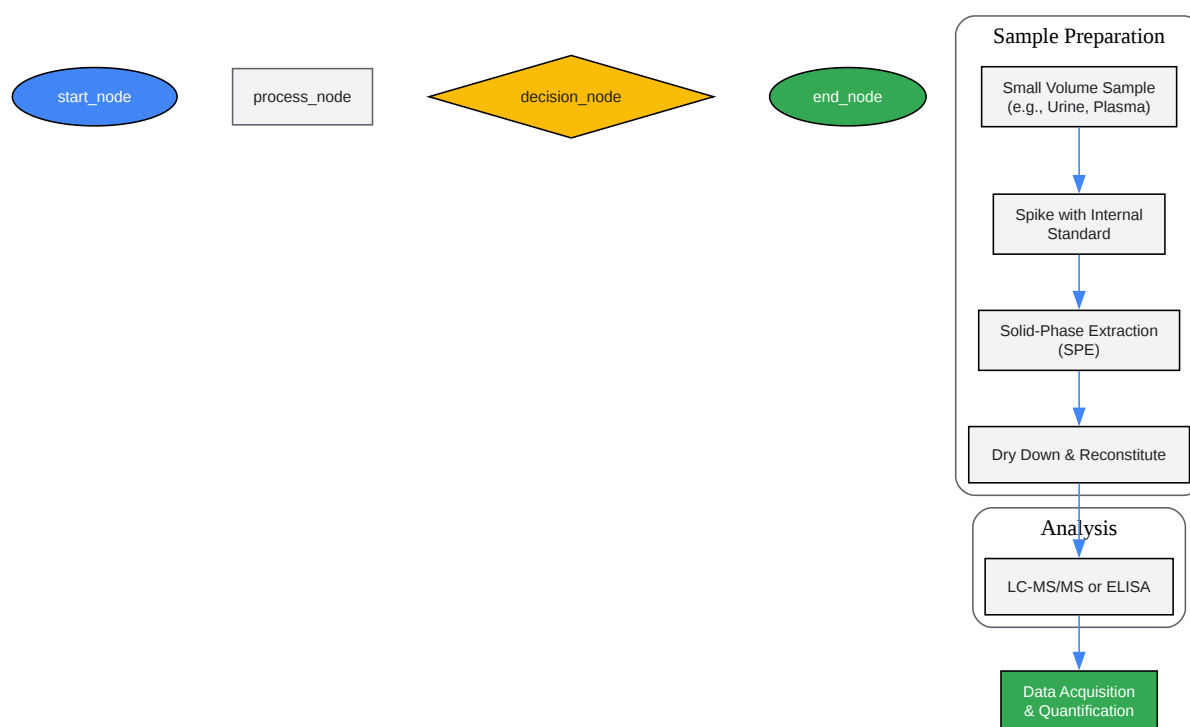 start_node
process_node
decision_node
end_node
Sample Preparation
Small Volume Sample
(e.g., Urine, Plasma)
Spike with Internal
Standard
Solid-Phase Extraction
(SPE)
Dry Down & Reconstitute
Analysis
LC-MS/MS or ELISA
Data Acquisition
& Quantification